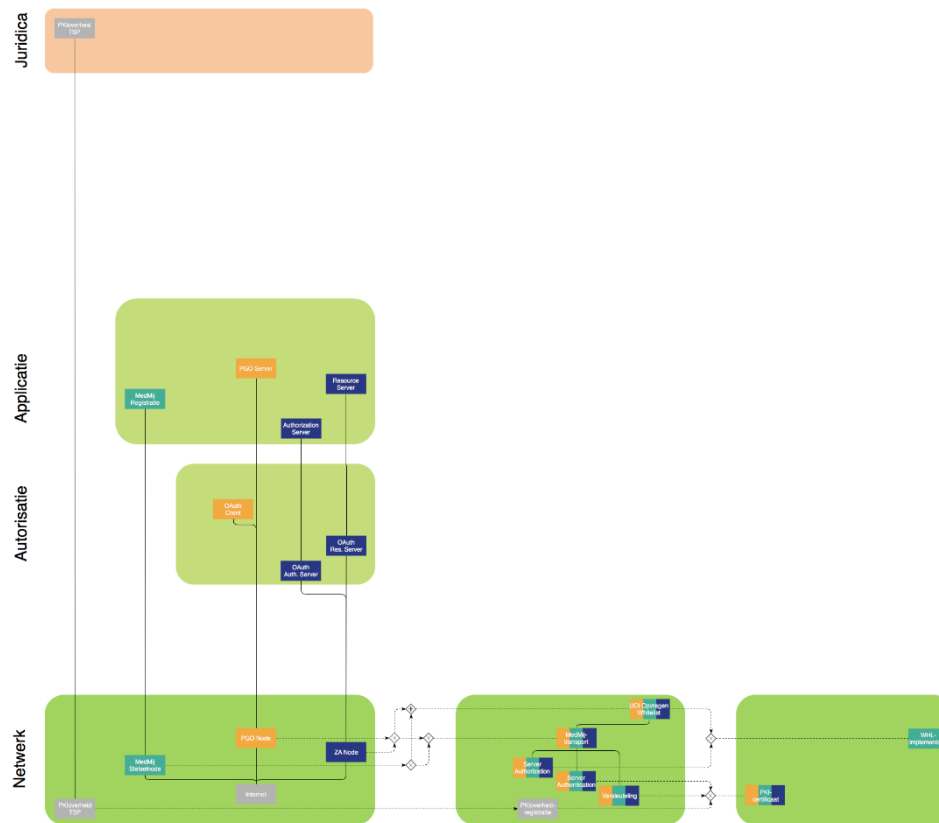 Juridica
PKIoverheid
TSP
Applicatie
PGO Server
Resource
Server
MedMij
Registratie
Authorization
Server
Autorisatie
OAuth
Client
OAuth
Res. Server
OAuth
Auth. Server
Netwerk
UCI Opvragen
Whitelist
PGO Node
MedMij-
transport
WHL-
implementa
ZA Node
MedMij
Stelselnode
Server
Authorization
Server
Authentication
Internet
Versleuteling
PKI-
certificaat
PKIoverheid
TSP
PKIoverheid-
registratie